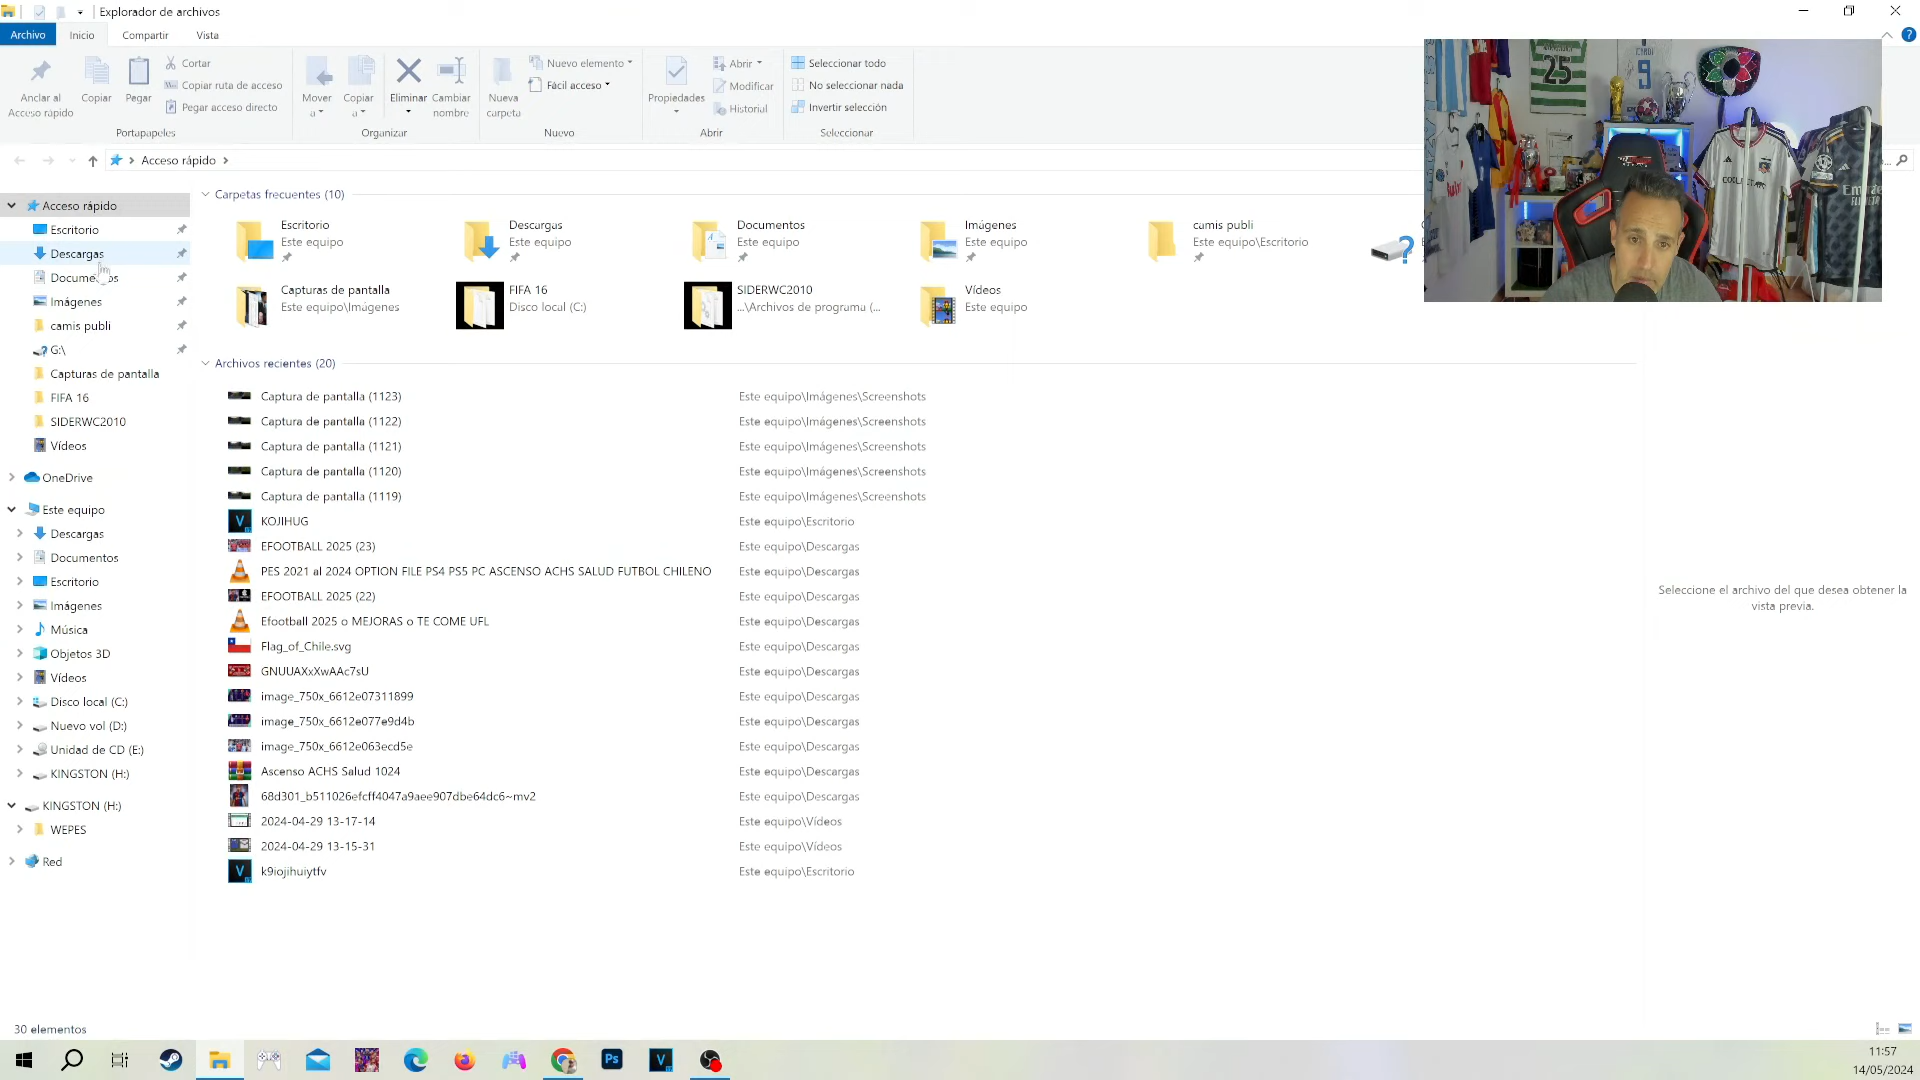 Explorador de archivos
Archivo Inicio Compartir Vista
Anclar al Acceso rápido
Copiar
Pegar
Cortar
Copiar ruta de acceso
Pegar acceso directo
Portapapeles
Mover a
Copiar a
Eliminar
Cambiar nombre
Organizar
Nueva carpeta
Nuevo elemento
Fácil acceso
Nuevo
Propiedades
Abrir
Modificar
Historial
Abrir
Seleccionar todo
No seleccionar nada
Invertir selección
Seleccionar
Acceso rápido
Acceso rápido
Escritorio
Descargas
Imágenes
camis publi
G:\
Capturas de pantalla
FIFA 16
SIDERWC2010
Vídeos
OneDrive
Este equipo
Descargas
Documentos
Escritorio
Imágenes
Música
Objetos 3D
Vídeos
Disco local (C:)
Nuevo vol (D:)
Unidad de CD (E:)
KINGSTON (H:)
KINGSTON (H:)
WEPES
Red
Carpetas frecuentes (10)
Escritorio
Este equipo
Descargas
Este equipo
Documentos
Este equipo
Imágenes
Este equipo
camis publi
Este equipo\Escritorio
Capturas de pantalla
Este equipo\Imágenes
FIFA 16
Disco local (C:)
SIDERWC2010
...\Archivos de programa (...
Vídeos
Este equipo
Archivos recientes (20)
Captura de pantalla (1123) Este equipo\Imágenes\Screenshots
Captura de pantalla (1122) Este equipo\Imágenes\Screenshots
Captura de pantalla (1121) Este equipo\Imágenes\Screenshots
Captura de pantalla (1120) Este equipo\Imágenes\Screenshots
Captura de pantalla (1119) Este equipo\Imágenes\Screenshots
KOJIHUG Este equipo\Escritorio
EFOOTBALL 2025 (23) Este equipo\Descargas
PES 2021 al 2024 OPTION FILE PS4 PS5 PC ASCENSO ACHS SALUD FUTBOL CHILENO Este equipo\Descargas
EFOOTBALL 2025 (22) Este equipo\Descargas
Efootball 2025 o MEJORAS o TE COME UFL Este equipo\Descargas
Flag_of_Chile.svg Este equipo\Descargas
GNUUAXxXwAAc7sU Este equipo\Descargas
image_750x_6612e07311899 Este equipo\Descargas
image_750x_6612e077e9d4b Este equipo\Descargas
image_750x_6612e063ecd5e Este equipo\Descargas
Ascenso ACHS Salud 1024 Este equipo\Descargas
68d301_b511026efcff4047a9aee907dbe64dc6~mv2 Este equipo\Descargas
2024-04-29 13-17-14 Este equipo\Vídeos
2024-04-29 13-15-31 Este equipo\Vídeos
k9iojihuiytfv Este equipo\Escritorio
Seleccione el archivo del que desea obtener la
vista previa.
25
9
30 elementos
Ps
V
11:57
14/05/2024